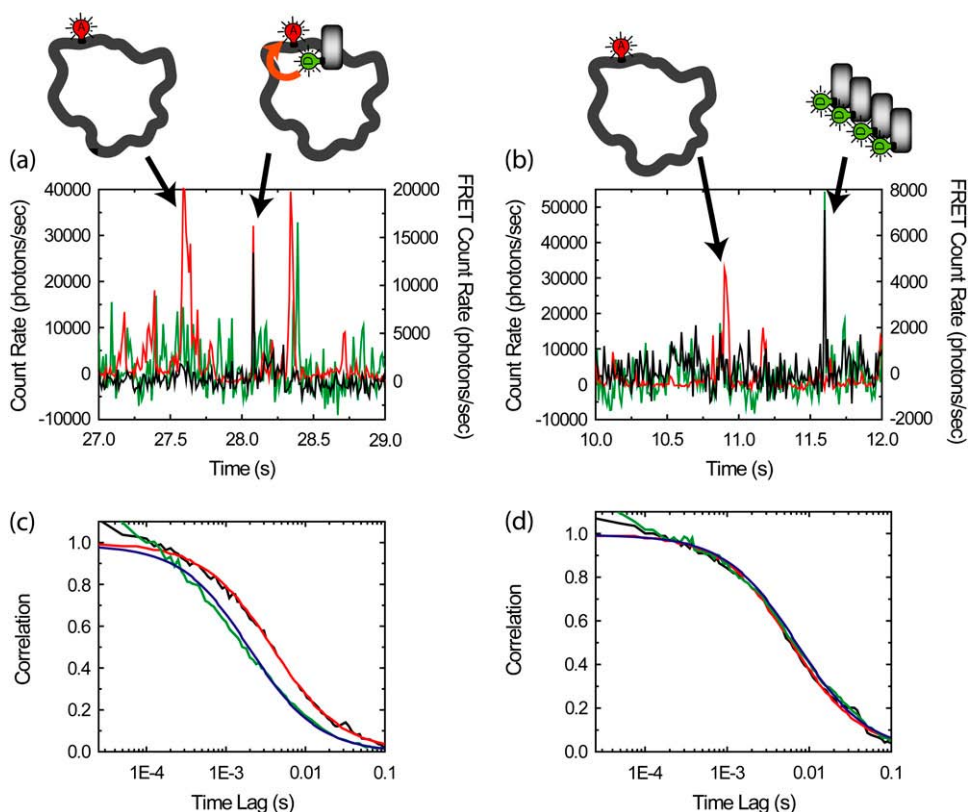 A
A
D
A
D
D
D
D
(a)
40000
30000
20000
10000
0
-10000
Count Rate (photons/sec)
20000
15000
10000
5000
0
FRET Count Rate (photons/sec)
27.0 27.5 28.0 28.5 29.0
Time (s)
(b)
50000
40000
30000
20000
10000
0
-10000
Count Rate (photons/sec)
8000
6000
4000
2000
0
-2000
FRET Count Rate (photons/sec)
10.0 10.5 11.0 11.5 12.0
Time (s)
(c)
1.0
0.8
0.6
0.4
0.2
0.0
Correlation
1E-4 1E-3 0.01 0.1
Time Lag (s)
(d)
1.0
0.8
0.6
0.4
0.2
0.0
Correlation
1E-4 1E-3 0.01 0.1
Time Lag (s)